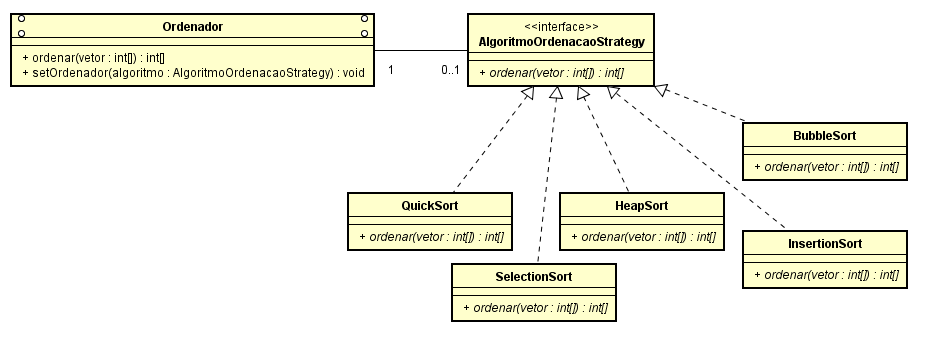 Ordenador
+ ordenar(vetor : int[]) : int[]
+ setOrdenador(algoritmo : AlgoritmoOrdenacaoStrategy) : void
1
0..1
<<interface>>
AlgoritmoOrdenacaoStrategy
+ ordenar(vetor : int[]) : int[]
BubbleSort
+ ordenar(vetor : int[]) : int[]
QuickSort
+ ordenar(vetor : int[]) : int[]
HeapSort
+ ordenar(vetor : int[]) : int[]
InsertionSort
+ ordenar(vetor : int[]) : int[]
SelectionSort
+ ordenar(vetor : int[]) : int[]